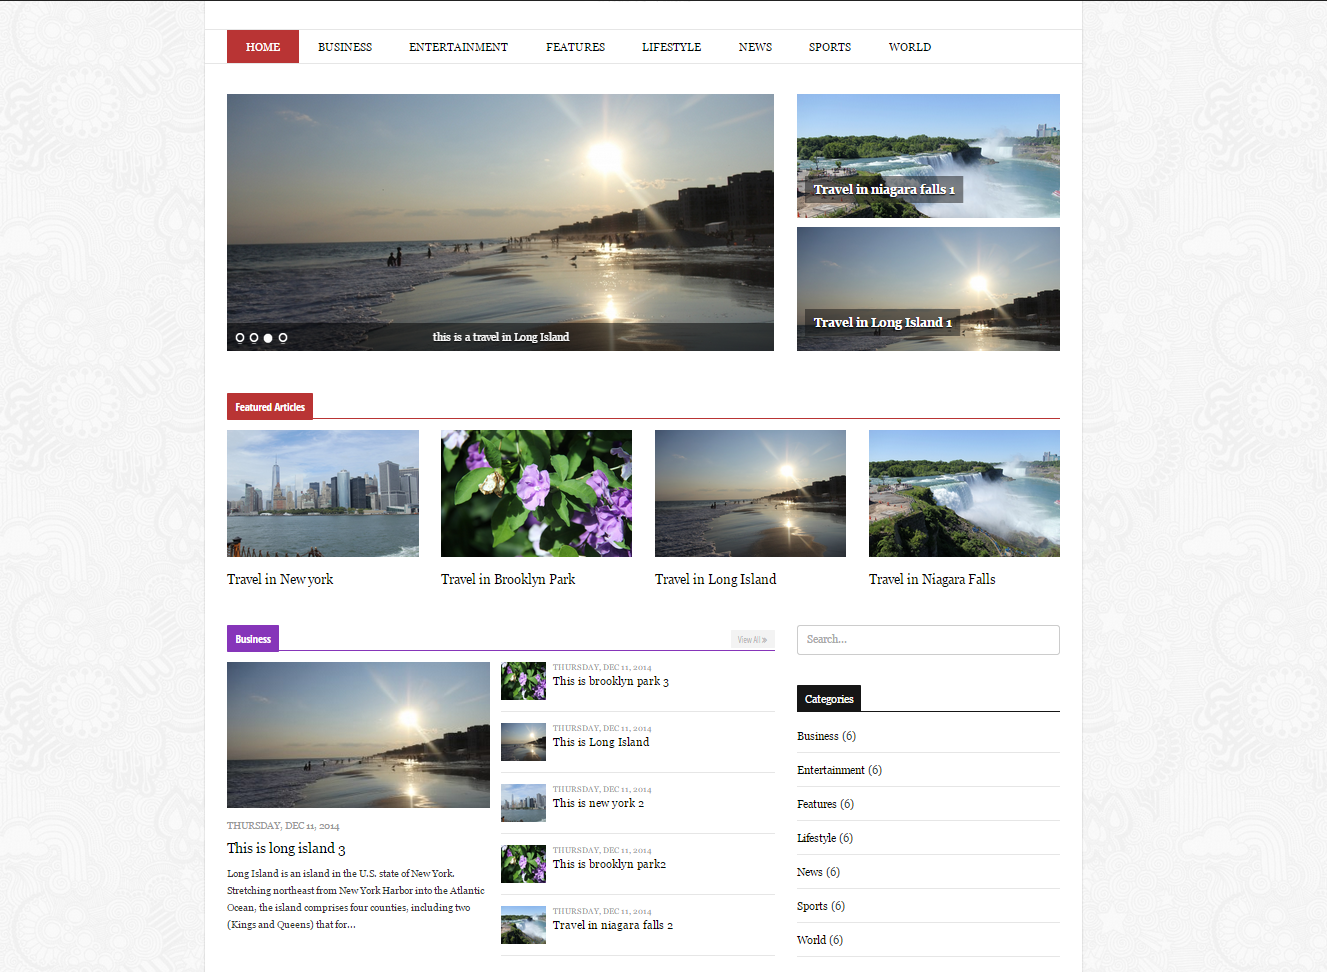 HOME BUSINESS ENTERTAINMENT FEATURES LIFESTYLE NEWS SPORTS WORLD
this is a travel in Long Island
Travel in niagara falls 1
Travel in Long Island 1
Featured Articles
Travel in New york
Travel in Brooklyn Park
Travel in Long Island
Travel in Niagara Falls
Business
View All »
THURSDAY, DEC 11, 2014
This is long island 3
Long Island is an island in the U.S. state of New York.
Stretching northeast from New York Harbor into the Atlantic
Ocean, the island comprises four counties, including two
(Kings and Queens) that for...
THURSDAY, DEC 11, 2014
This is brooklyn park 3
THURSDAY, DEC 11, 2014
This is Long Island
THURSDAY, DEC 11, 2014
This is new york 2
THURSDAY, DEC 11, 2014
This is brooklyn park2
THURSDAY, DEC 11, 2014
Travel in niagara falls 2
Search...
Categories
Business (6)
Entertainment (6)
Features (6)
Lifestyle (6)
News (6)
Sports (6)
World (6)